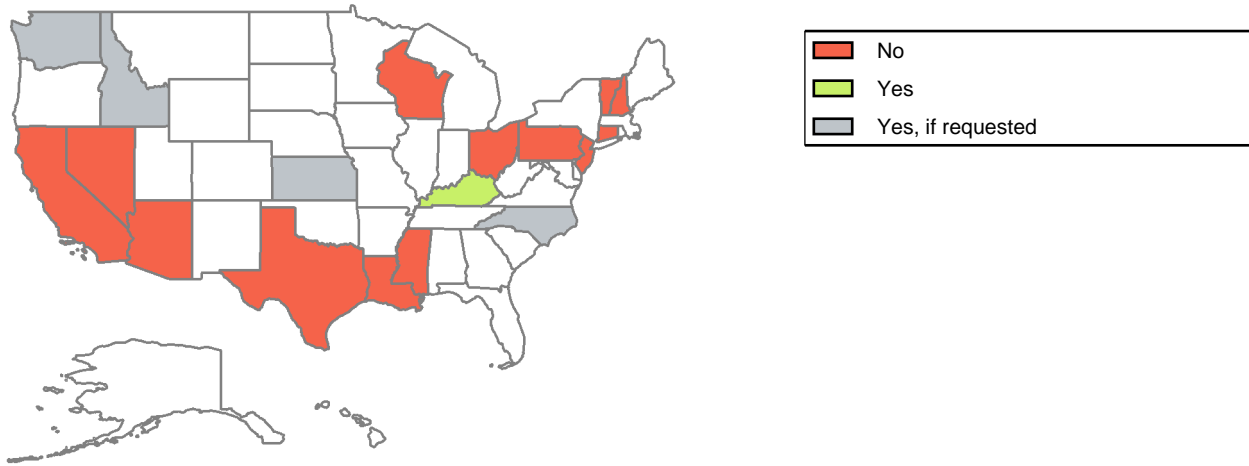 No
Yes
Yes, if requested